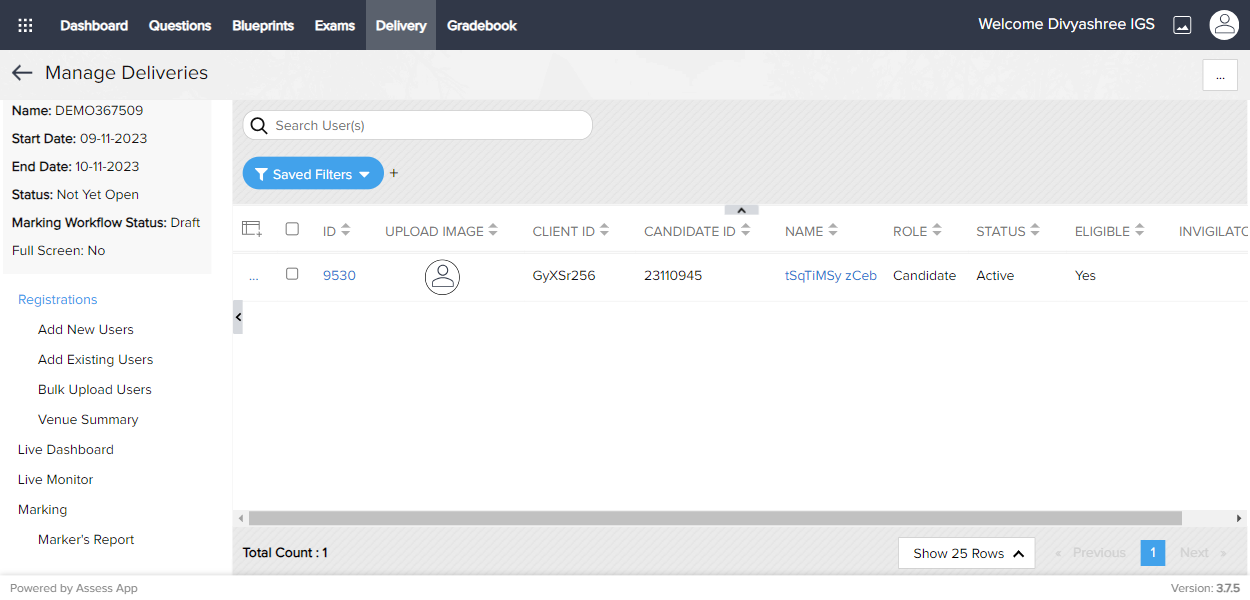 Dashboard Questions Blueprints Exams Delivery Gradebook Welcome Divyashree IGS
Manage Deliveries ...
Name: DEMO367509
Start Date: 09-11-2023
End Date: 10-11-2023
Status: Not Yet Open
Marking Workflow Status: Draft
Full Screen: No
Registrations
Add New Users
Add Existing Users
Bulk Upload Users
Venue Summary
Live Dashboard
Live Monitor
Marking
Marker's Report
Search User(s)
Saved Filters +
ID UPLOAD IMAGE CLIENT ID CANDIDATE ID NAME ROLE STATUS ELIGIBLE INVIGILATO
... 9530 GyXSr256 23110945 tSqTiMSy zCeb Candidate Active Yes
Total Count : 1 Show 25 Rows « Previous 1 Next »
Powered by Assess App Version: 3.7.5